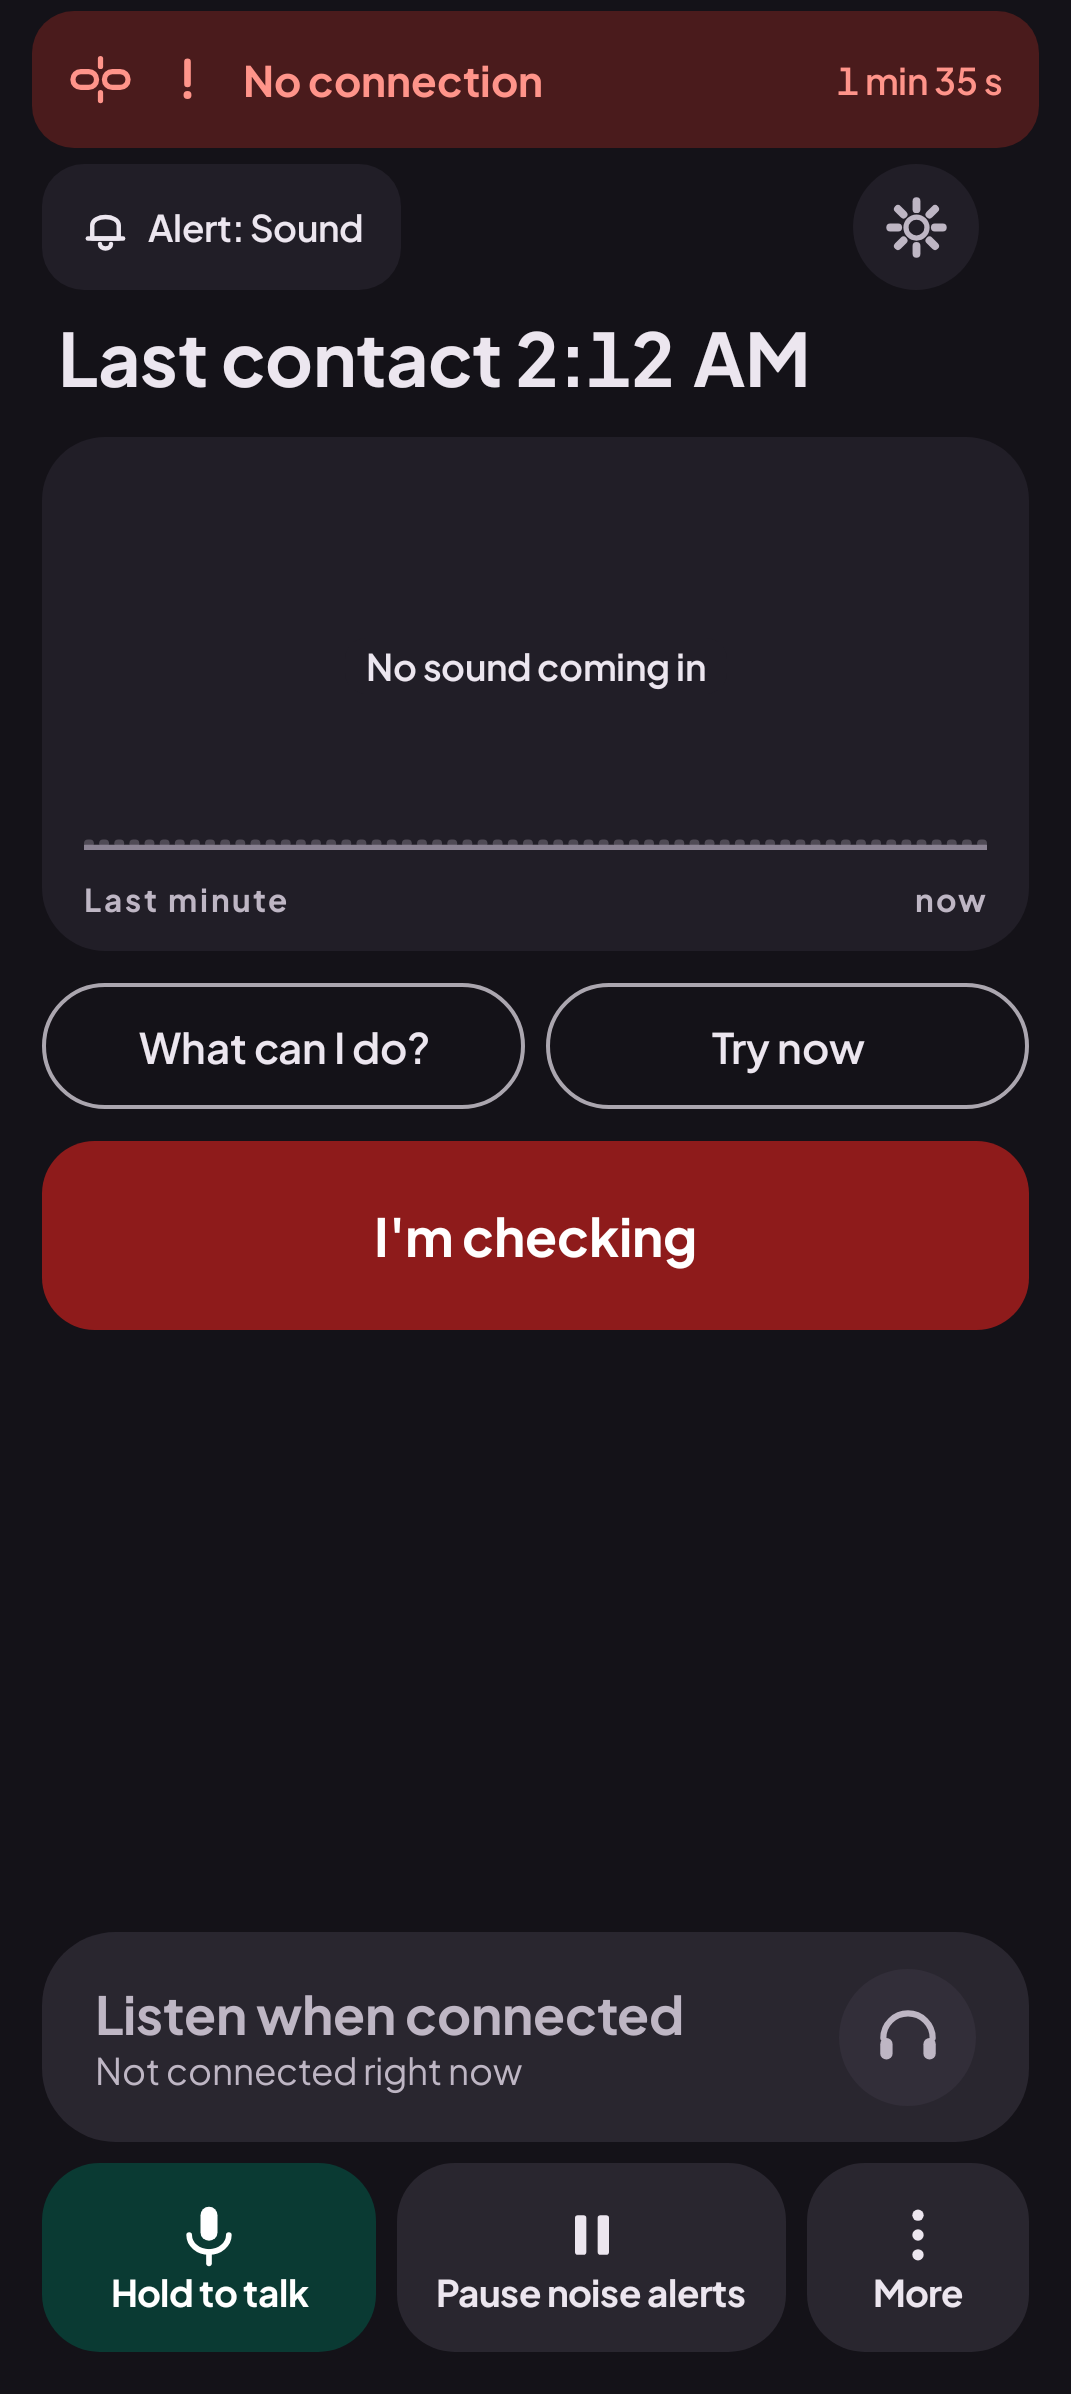 No connection
1 min 35 s
Alert: Sound
Last contact 2:12 AM
No sound coming in
Last minute
now
What can I do?
Try now
I'm checking
Listen when connected
Not connected right now
Hold to talk
Pause noise alerts
More